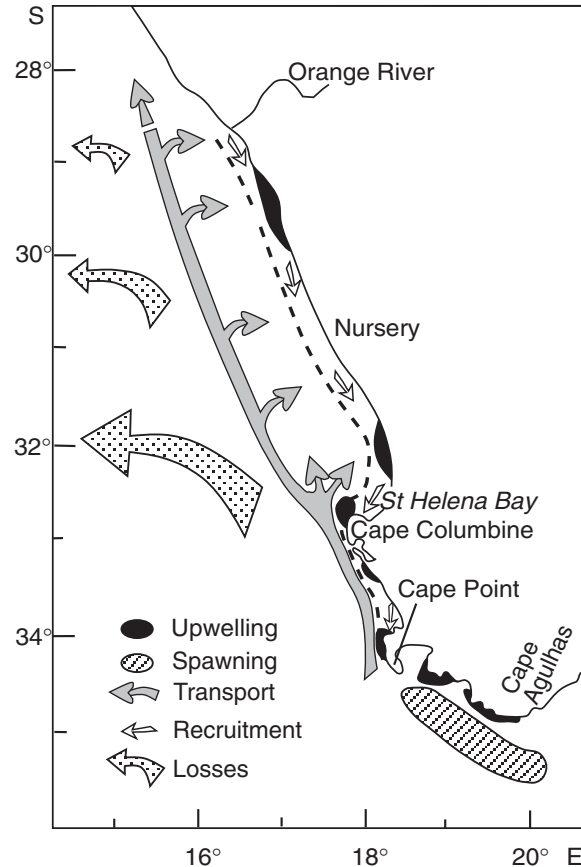 S
28°
Orange River
30°
Nursery
32°
St Helena Bay
Cape Columbine
Cape Point
34°
Cape
Agulhas
Upwelling
Spawning
Transport
Recruitment
Losses
16°
18°
20°
E